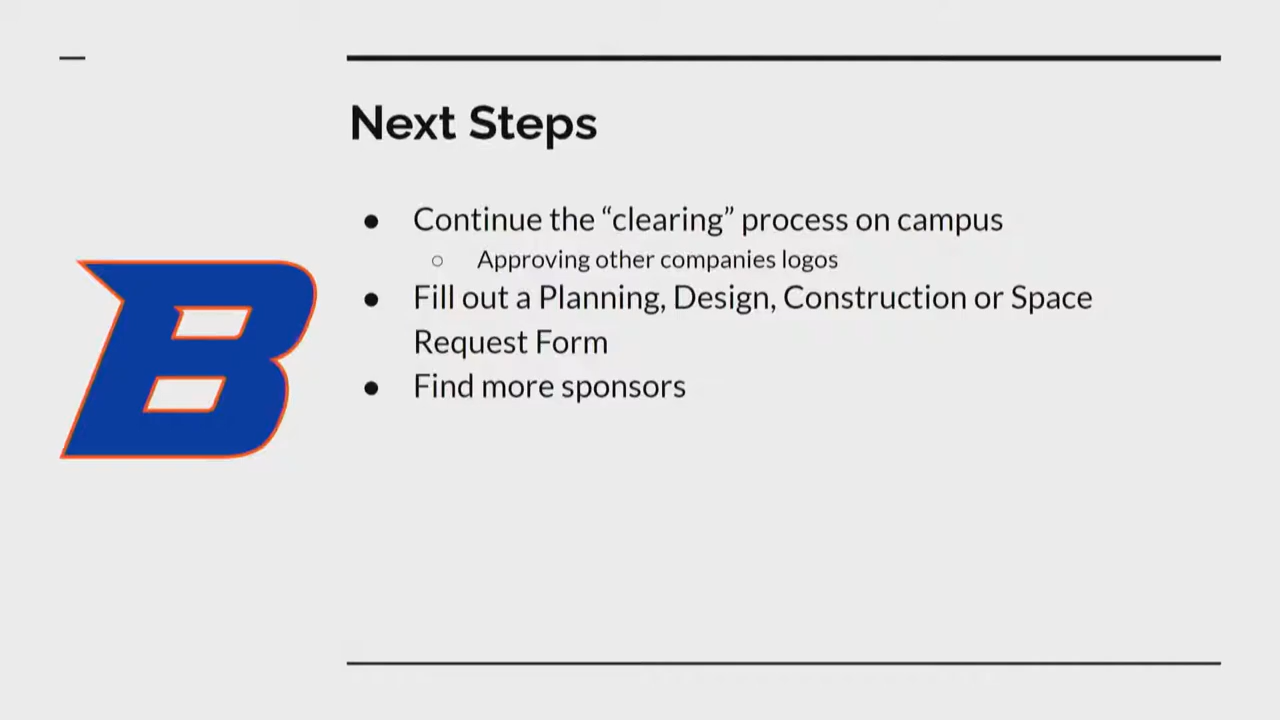 Next Steps
● Continue the “clearing” process on campus
○ Approving other companies logos
● Fill out a Planning, Design, Construction or Space
Request Form
● Find more sponsors
B